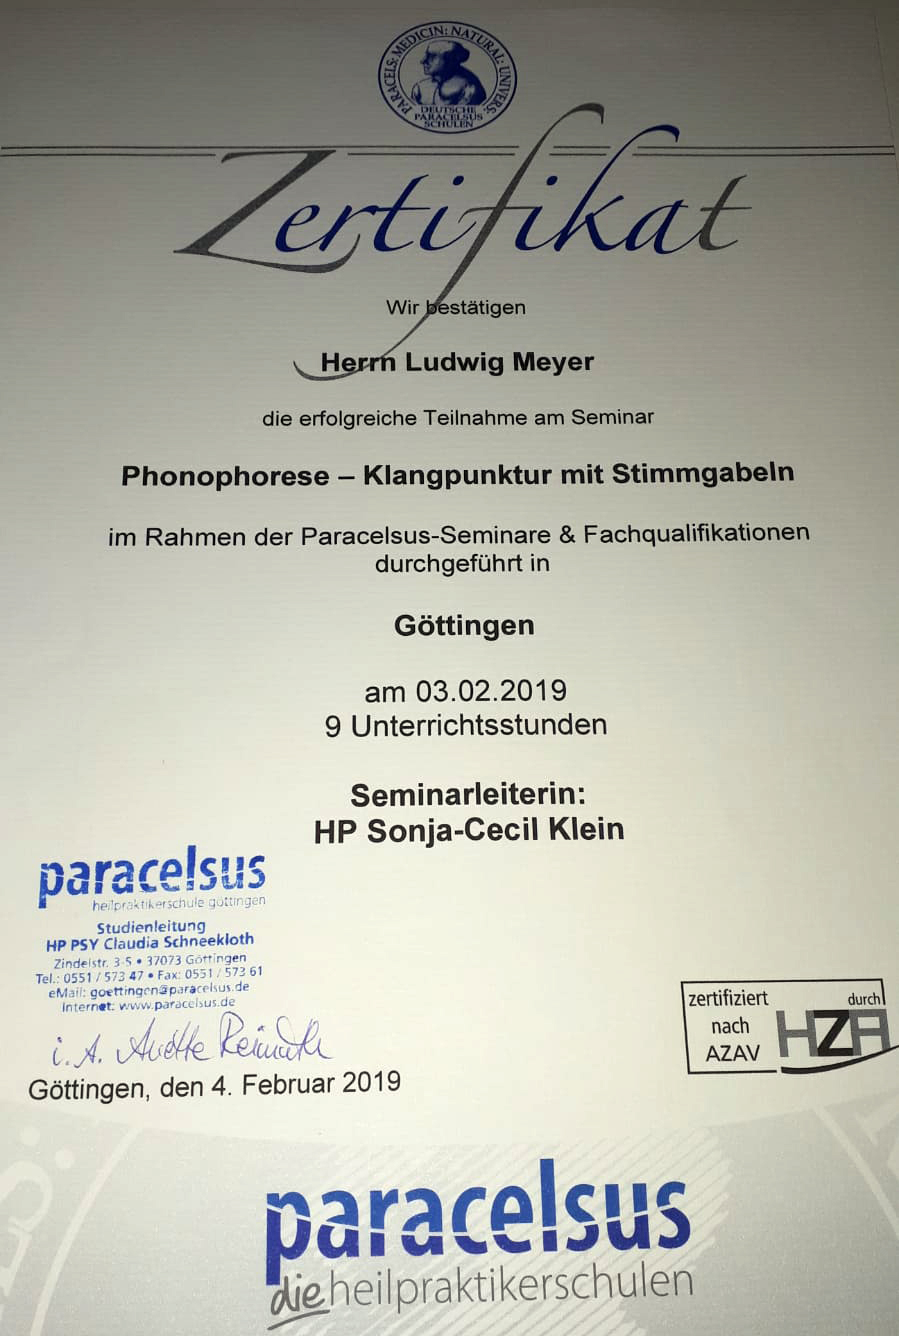 PARACELS: MEDICIN: NATURAL: UNIVERS:
DEUTSCHE
PARACELSUS
SCHULEN
Zertifikat
Wir bestätigen
Herrn Ludwig Meyer
die erfolgreiche Teilnahme am Seminar
Phonophorese – Klangpunktur mit Stimmgabeln
im Rahmen der Paracelsus-Seminare & Fachqualifikationen
durchgeführt in
Göttingen
am 03.02.2019
9 Unterrichtsstunden
Seminarleiterin:
HP Sonja-Cecil Klein
paracelsus
heilpraktikerschule göttingen
Studienleitung
HP PSY Claudia Schneekloth
Zindelstr. 3-5 • 37073 Göttingen
Tel.: 0551 / 573 47 • Fax: 0551 / 573 61
eMail: goettingen@paracelsus.de
Internet: www.paracelsus.de
i. A.
Göttingen, den 4. Februar 2019
zertifiziert durch
nach HZA
AZAV
paracelsus
die heilpraktikerschulen